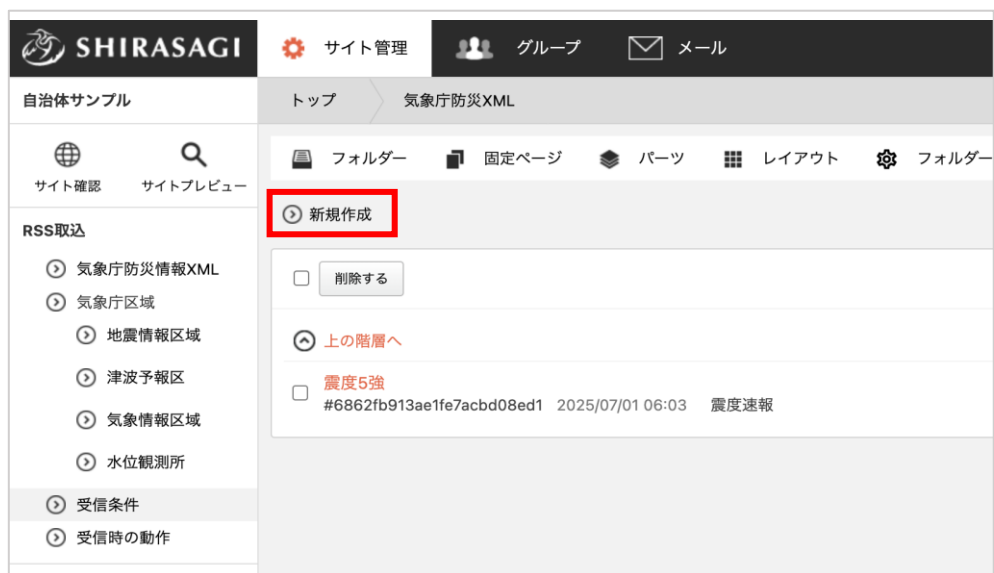 SHIRASAGI
サイト管理
グループ
メール
自治体サンプル
トップ
気象庁防災XML
サイト確認
サイトプレビュー
フォルダー
固定ページ
パーツ
レイアウト
フォルダー
RSS取込
気象庁防災情報XML
気象庁区域
地震情報区域
津波予報区
気象情報区域
水位観測所
受信条件
受信時の動作
新規作成
削除する
上の階層へ
震度5強
#6862fb913ae1fe7acbd08ed1 2025/07/01 06:03 震度速報